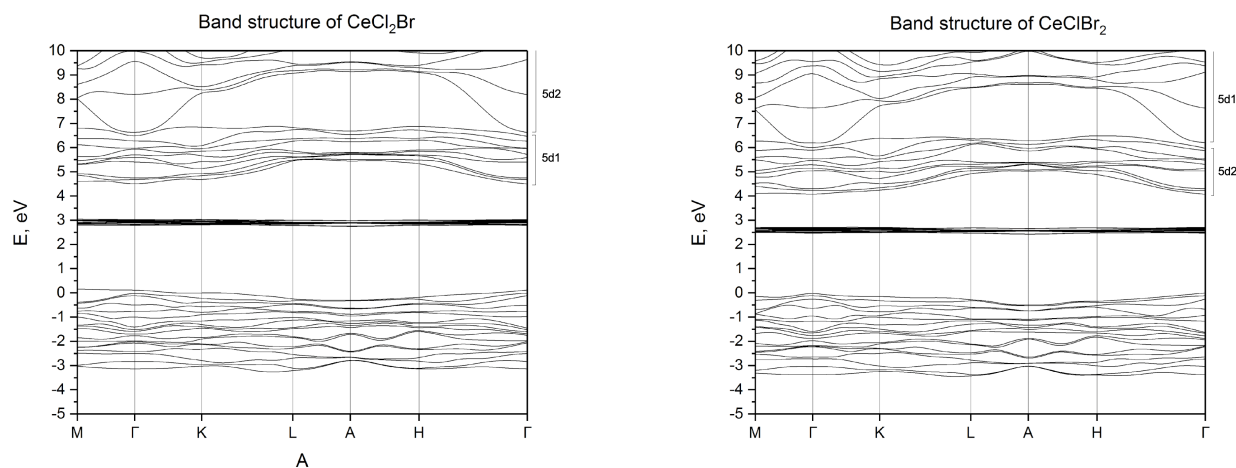 Band structure of CeCl₂Br
E, eV
10
9
8
7
6
5
4
3
2
1
0
-1
-2
-3
-4
-5
M Γ K L A H Γ
A
5d2
5d1
Band structure of CeClBr₂
E, eV
10
9
8
7
6
5
4
3
2
1
0
-1
-2
-3
-4
-5
M Γ K L A H Γ
5d1
5d2